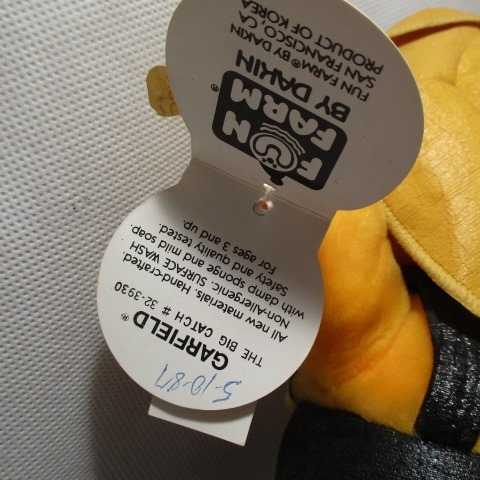 FUN
FARM®
BY DAKIN
FUN FARM® BY DAKIN
SAN FRANCISCO, CA
PRODUCT OF KOREA
5-10-87
GARFIELD®
THE BIG CATCH # 32-3930
All new materials. Hand-crafted.
Non-Allergenic. SURFACE WASH
with damp sponge and mild soap.
Safety and quality tested.
For ages 3 and up.